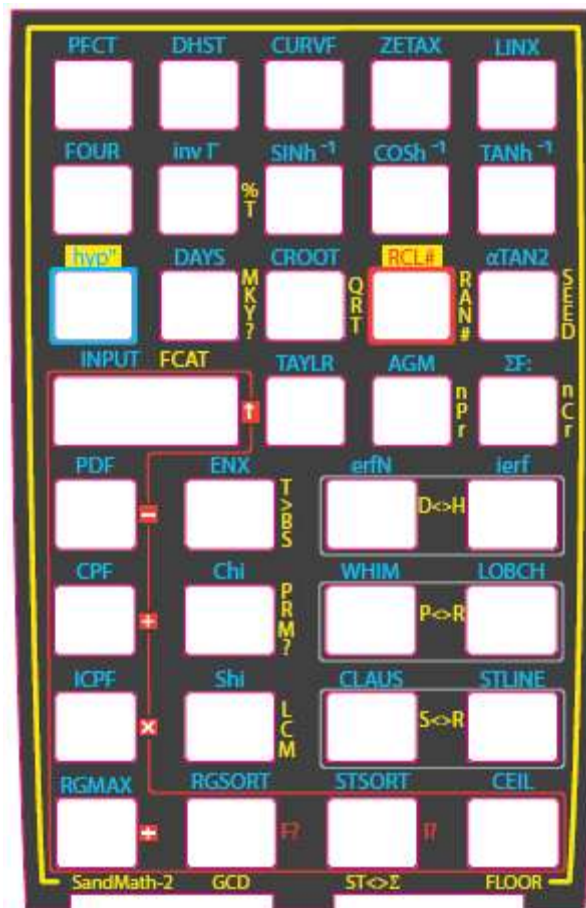 PFCT DHST CURVF ZETAX LINX
FOUR inv Γ SINh⁻¹ COSh⁻¹ TANh⁻¹
%T
hyp" DAYS CROOT RCL# αTAN2
MKY? QRT RAN# SEED
INPUT FCAT TAYLR AGM ΣF:
↑ nPr nCr
PDF ENX erfN ierf
− T>BS D<>H
CPF Chi WHIM LOBCH
+ PRM? P<>R
ICPF Shi CLAUS STLINE
× LCM S<>R
RGMAX RGSORT STSORT CEIL
÷ F? I?
SandMath-2 GCD ST<>Σ FLOOR